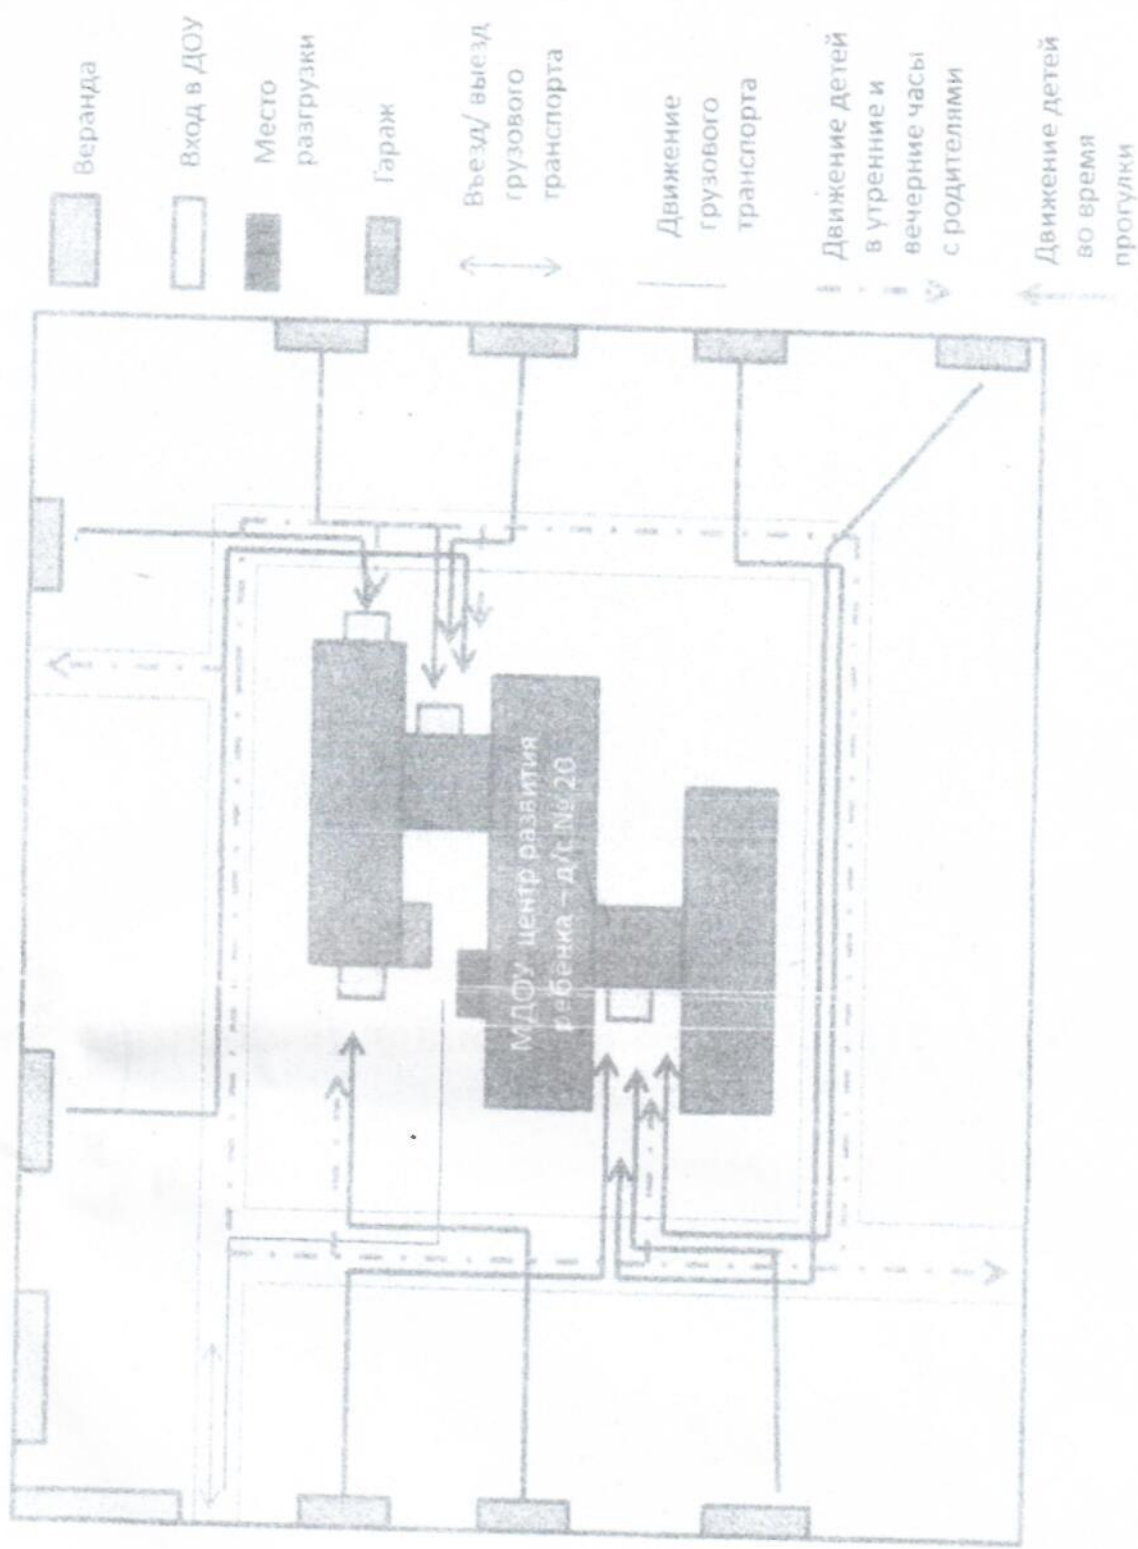 МДОУ центр развития
ребёнка – д/с № 20
Веранда
Вход в ДОУ
Место
разгрузки
Гараж
Въезд/ выезд
грузового
транспорта
Движение
грузового
транспорта
Движение детей
в утренние и
вечерние часы
с родителями
Движение детей
во время
прогулки